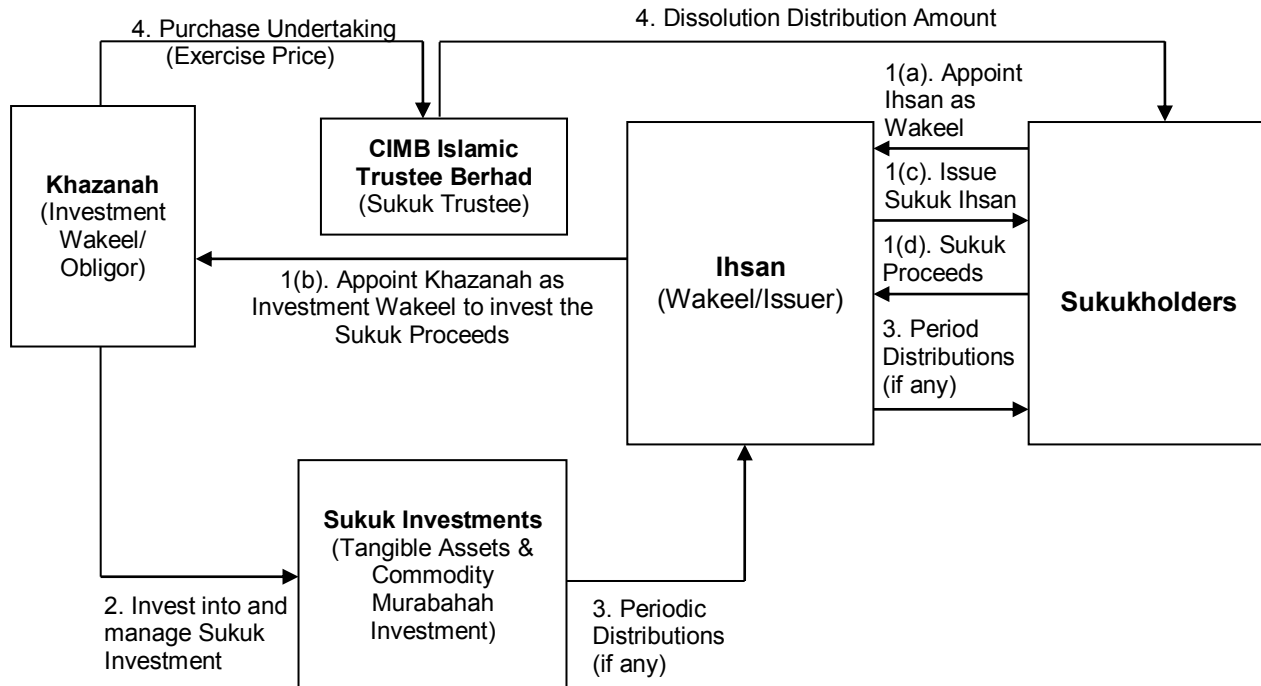 4. Purchase Undertaking
(Exercise Price)
4. Dissolution Distribution Amount
Khazanah
(Investment
Wakeel/
Obligor)
CIMB Islamic
Trustee Berhad
(Sukuk Trustee)
1(b). Appoint Khazanah as
Investment Wakeel to invest the
Sukuk Proceeds
Ihsan
(Wakeel/Issuer)
1(a). Appoint
Ihsan as
Wakeel
1(c). Issue
Sukuk Ihsan
1(d). Sukuk
Proceeds
3. Period
Distributions
(if any)
Sukukholders
2. Invest into and
manage Sukuk
Investment
Sukuk Investments
(Tangible Assets &
Commodity
Murabahah
Investment)
3. Periodic
Distributions
(if any)